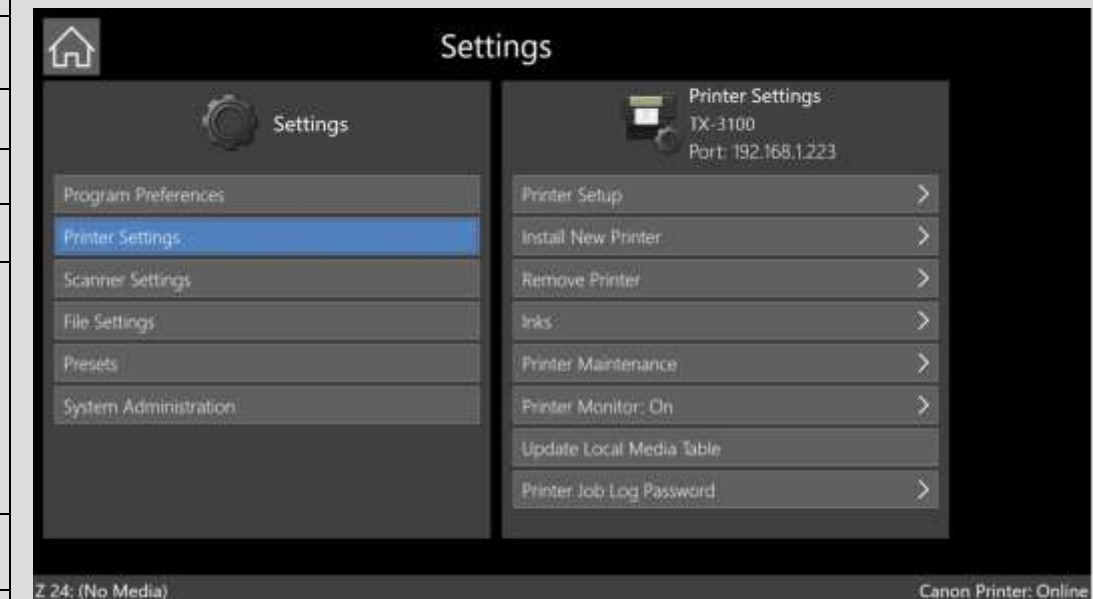 Settings
Settings
Program Preferences
Printer Settings
Scanner Settings
File Settings
Presets
System Administration
Printer Settings
TX-3100
Port: 192.168.1.223
Printer Setup
Install New Printer
Remove Printer
Inks
Printer Maintenance
Printer Monitor: On
Update Local Media Table
Printer Job Log Password
Z 24: (No Media)
Canon Printer: Online